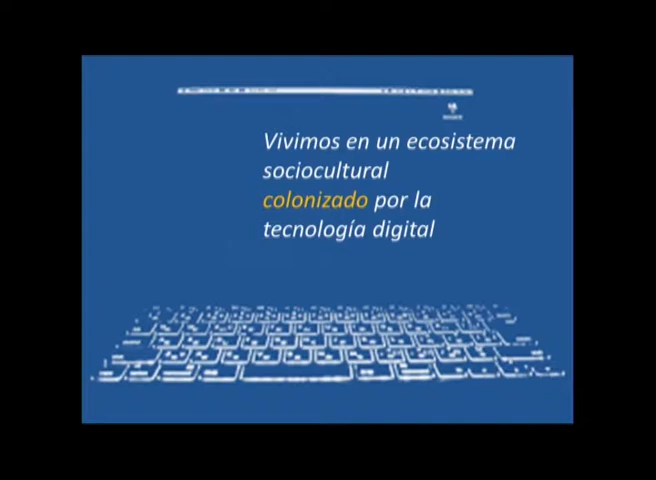 Vivimos en un ecosistema
sociocultural
colonizado por la
tecnología digital